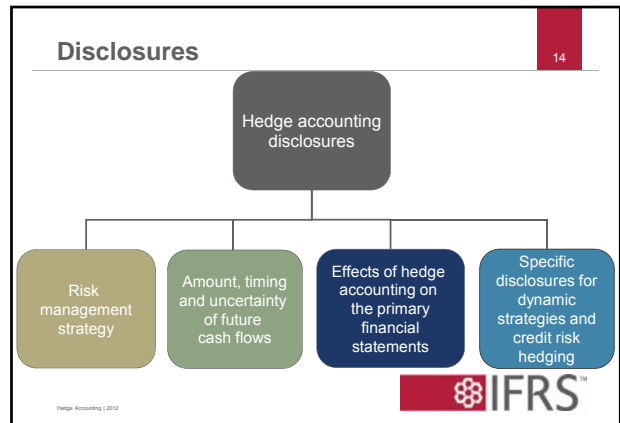 Disclosures
14
Hedge accounting
disclosures
Risk
management
strategy
Amount, timing
and uncertainty
of future
cash flows
Effects of hedge
accounting on
the primary
financial
statements
Specific
disclosures for
dynamic
strategies and
credit risk
hedging
Hedge Accounting | 2012
IFRS™